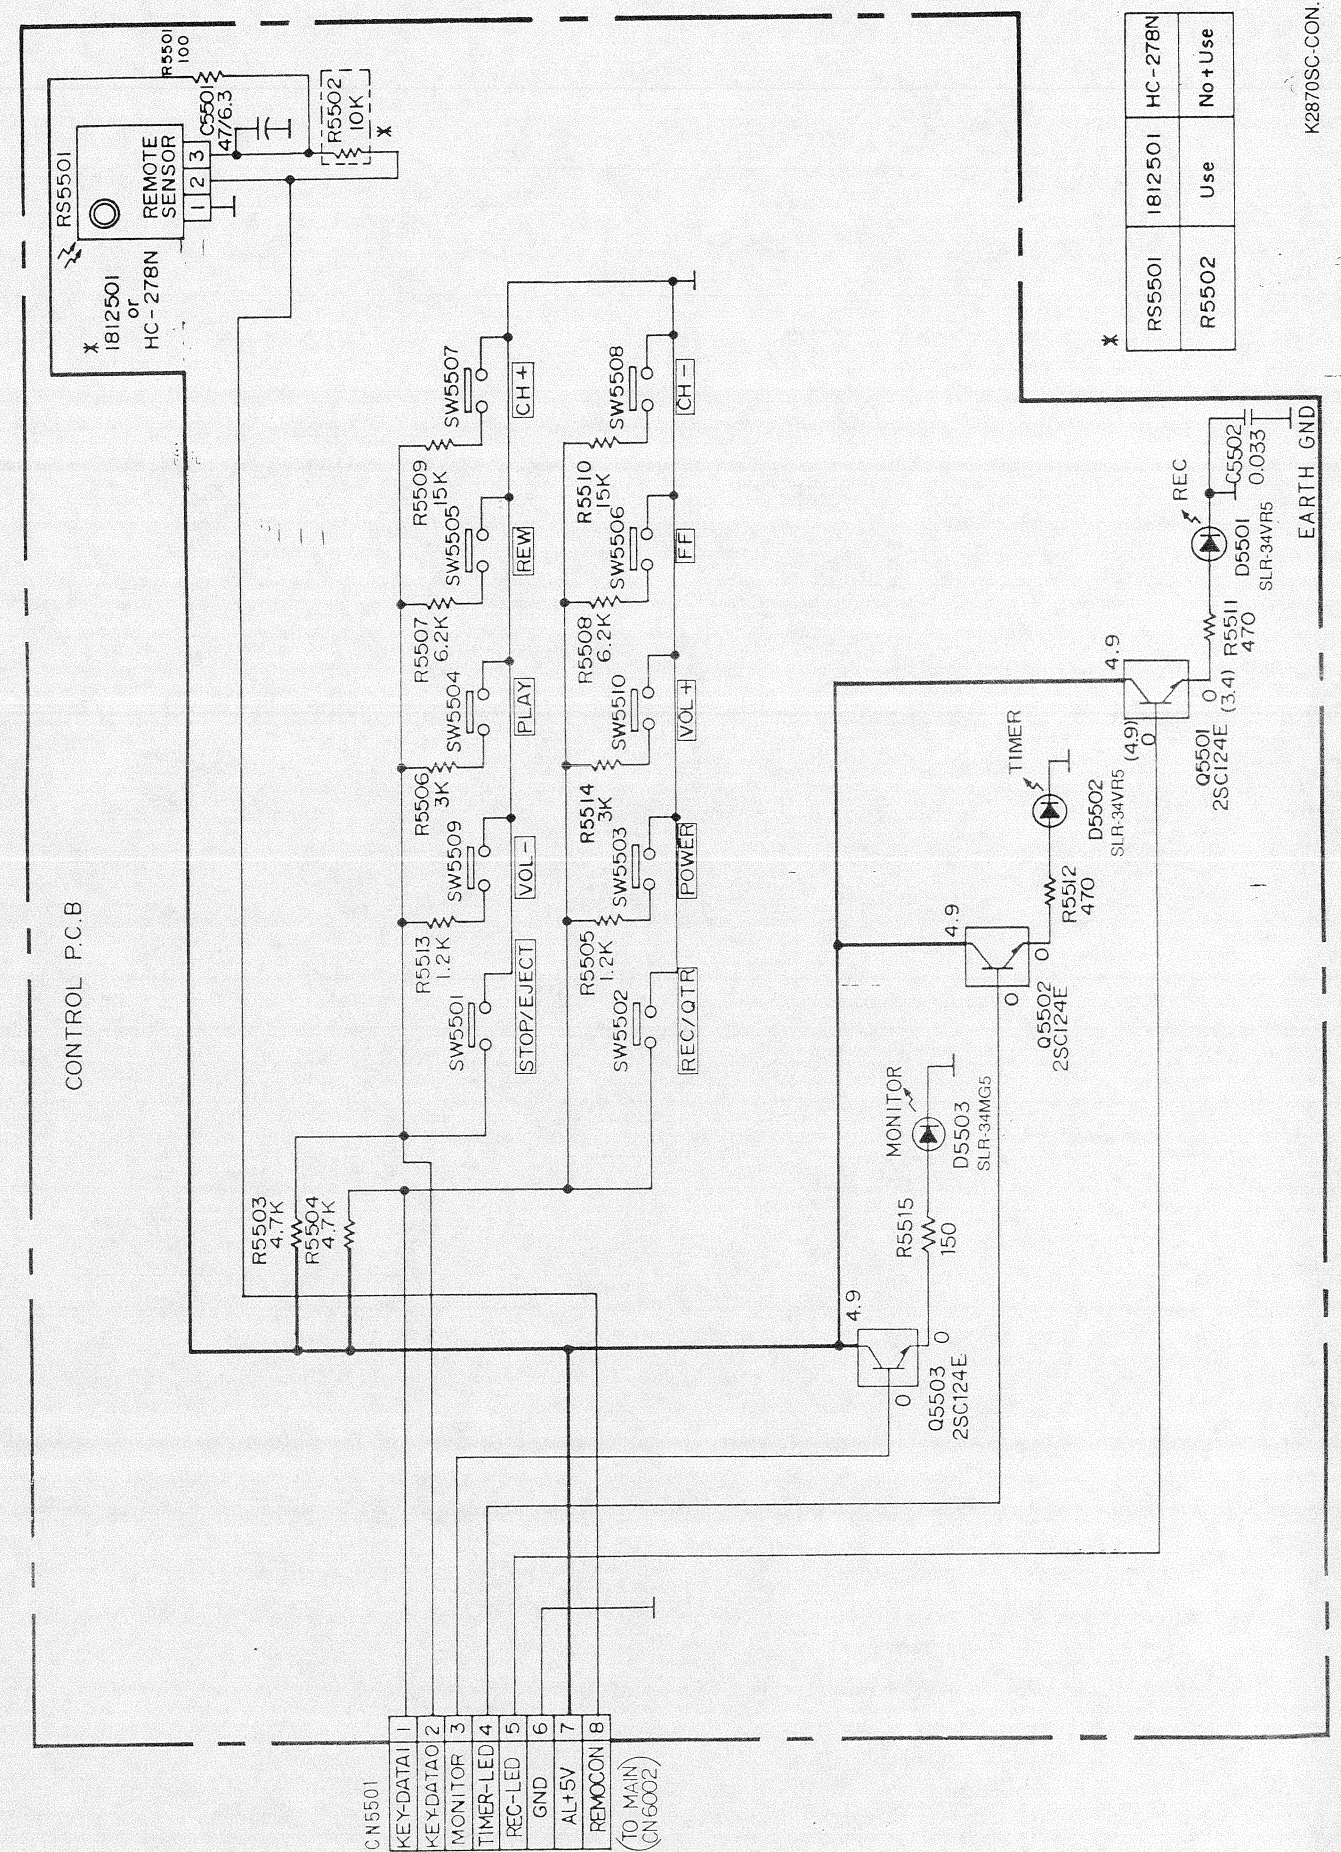 CONTROL P.C.B
RS5501
REMOTE
SENSOR
1 2 3
*
1812501
or
HC-278N
R5501
100
C5501
47/6.3
R5502
10K
*
R5503
4.7K
R5504
4.7K
SW5501
STOP/EJECT
R5513
1.2K
SW5509
VOL-
R5506
3K
SW5504
PLAY
R5507
6.2K
SW5505
REW
R5509
15K
SW5507
CH+
SW5502
REC/QTR
R5505
1.2K
SW5503
POWER
R5514
3K
SW5510
VOL+
R5508
6.2K
SW5506
FF
R5510
15K
SW5508
CH-
CN5501
KEY-DATA1 1
KEY-DATA0 2
MONITOR 3
TIMER-LED 4
REC-LED 5
GND 6
AL+5V 7
REMOCON 8
(TO MAIN
CN6002)
4.9
0
0
Q5503
2SC124E
R5515
150
MONITOR
D5503
SLR-34MG5
4.9
0
0
Q5502
2SC124E
R5512
470
TIMER
D5502
SLR-34VR5
4.9
(4.9)
0
0
(3.4)
Q5501
2SC124E
R5511
470
REC
D5501
SLR-34VR5
C5502
0.033
EARTH GND
*
RS5501 1812501 HC-278N
R5502 Use Not Use
K2870SC-CON.